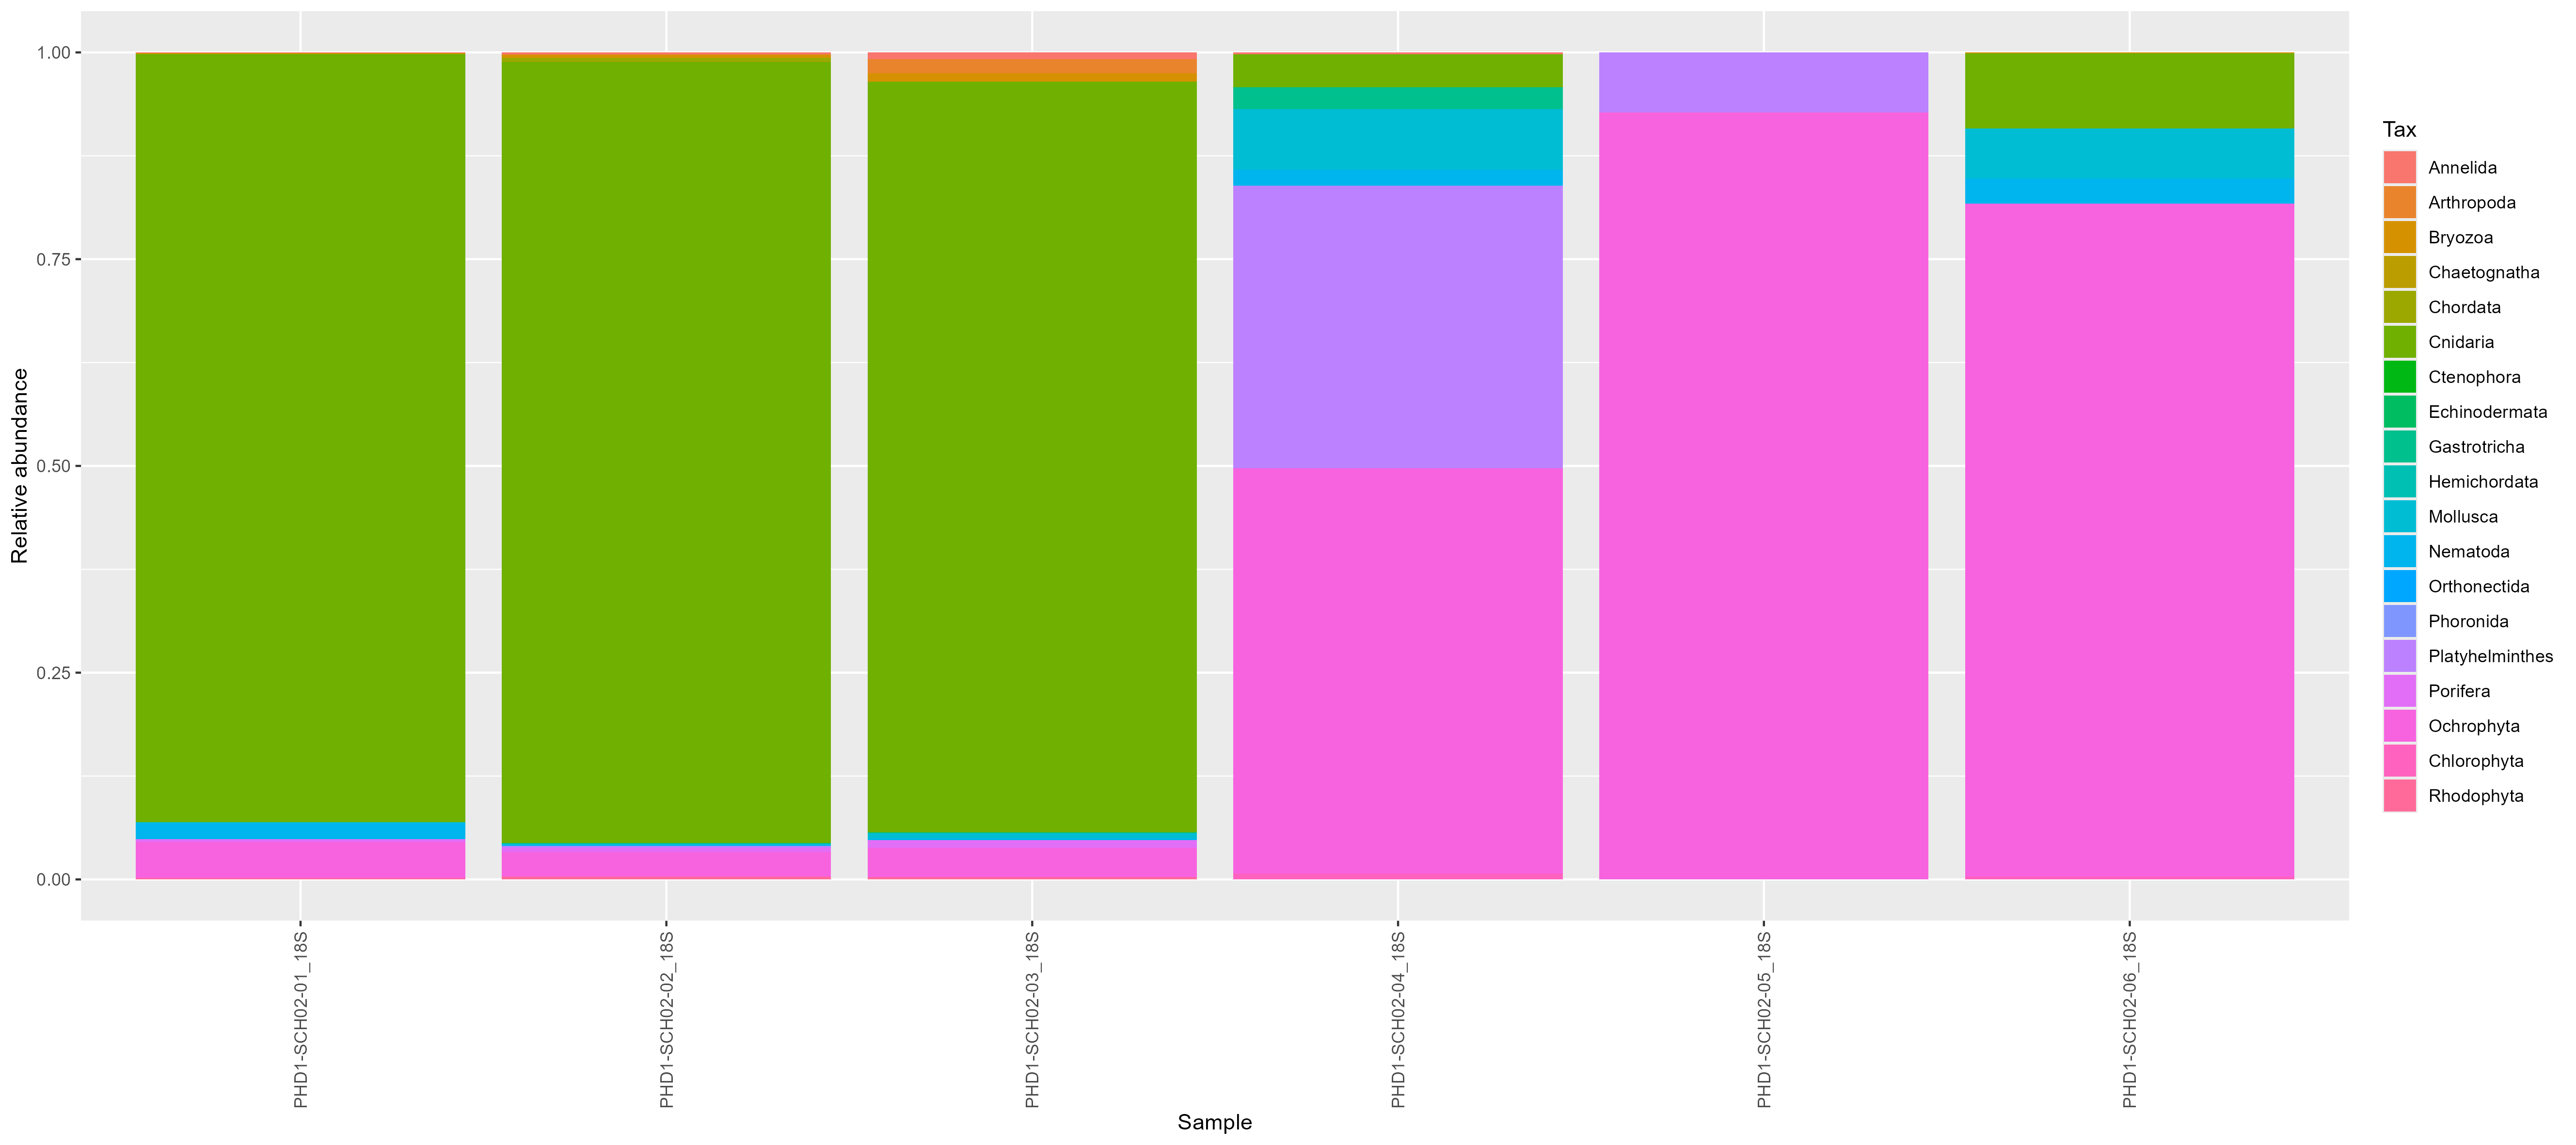 1.00
0.75
0.50
0.25
0.00
Relative abundance
PHD1-SCH02-01_18S
PHD1-SCH02-02_18S
PHD1-SCH02-03_18S
PHD1-SCH02-04_18S
PHD1-SCH02-05_18S
PHD1-SCH02-06_18S
Sample
Tax
Annelida
Arthropoda
Bryozoa
Chaetognatha
Chordata
Cnidaria
Ctenophora
Echinodermata
Gastrotricha
Hemichordata
Mollusca
Nematoda
Orthonectida
Phoronida
Platyhelminthes
Porifera
Ochrophyta
Chlorophyta
Rhodophyta